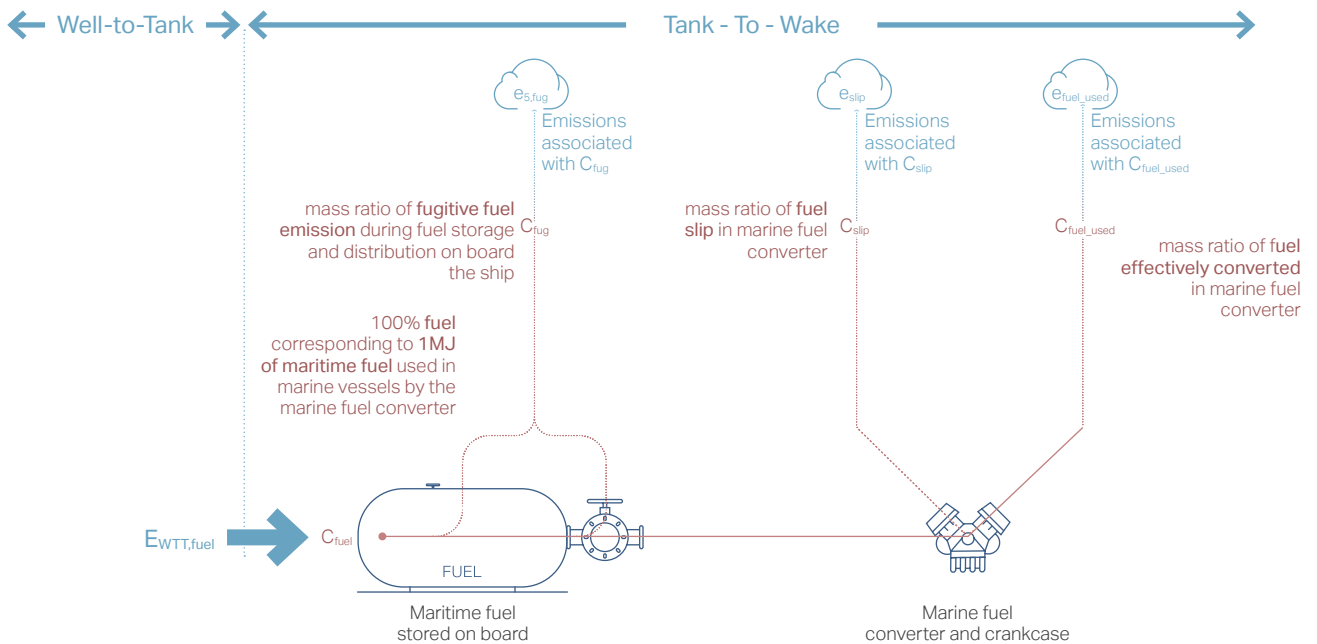 Well-to-Tank
Tank - To - Wake
e5,fug
eslip
efuel_used
Emissions
associated
with Cfug
Emissions
associated
with Cslip
Emissions
associated
with Cfuel_used
mass ratio of fugitive fuel
emission during fuel storage
and distribution on board
the ship
Cfug
mass ratio of fuel
slip in marine fuel
converter
Cslip
Cfuel_used
mass ratio of fuel
effectively converted
in marine fuel
converter
100% fuel
corresponding to 1MJ
of maritime fuel used in
marine vessels by the
marine fuel converter
EWTT,fuel
Cfuel
FUEL
Maritime fuel
stored on board
Marine fuel
converter and crankcase